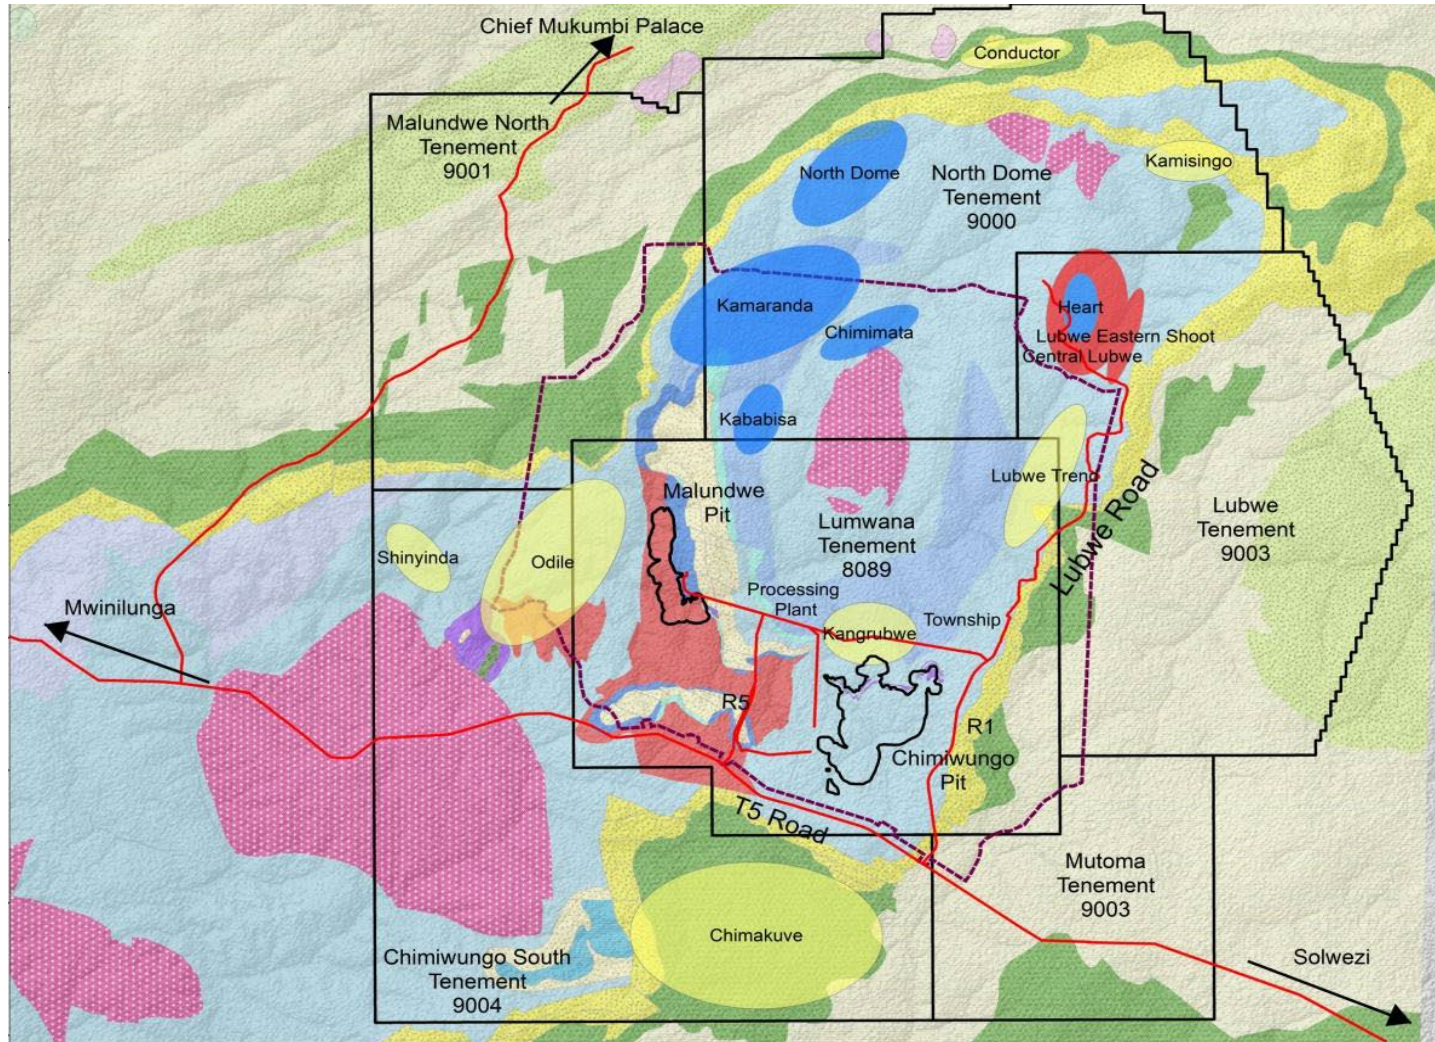 Chief Mukumbi Palace
Conductor
Malundwe North
Tenement
9001
North Dome
North Dome
Tenement
9000
Kamisingo
Kamaranda
Chimimata
Heart
Lubwe Eastern Shoot
Central Lubwe
Kababisa
Malundwe
Pit
Lubwe Trend
Lubwe Road
Lumwana
Tenement
8089
Lubwe
Tenement
9003
Shinyinda
Odile
Processing
Plant
Mwinilunga
Kangrubwe
Township
R5
R1
Chimiwungo
Pit
T5 Road
Mutoma
Tenement
9003
Chimakuve
Chimiwungo South
Tenement
9004
Solwezi